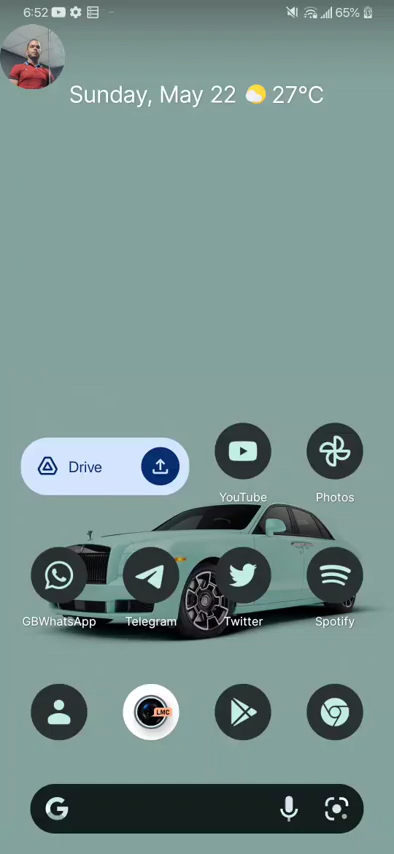 6:52
65%
Sunday, May 22 27°C
Drive
YouTube
Photos
GBWhatsApp
Telegram
Twitter
Spotify
LMC
G